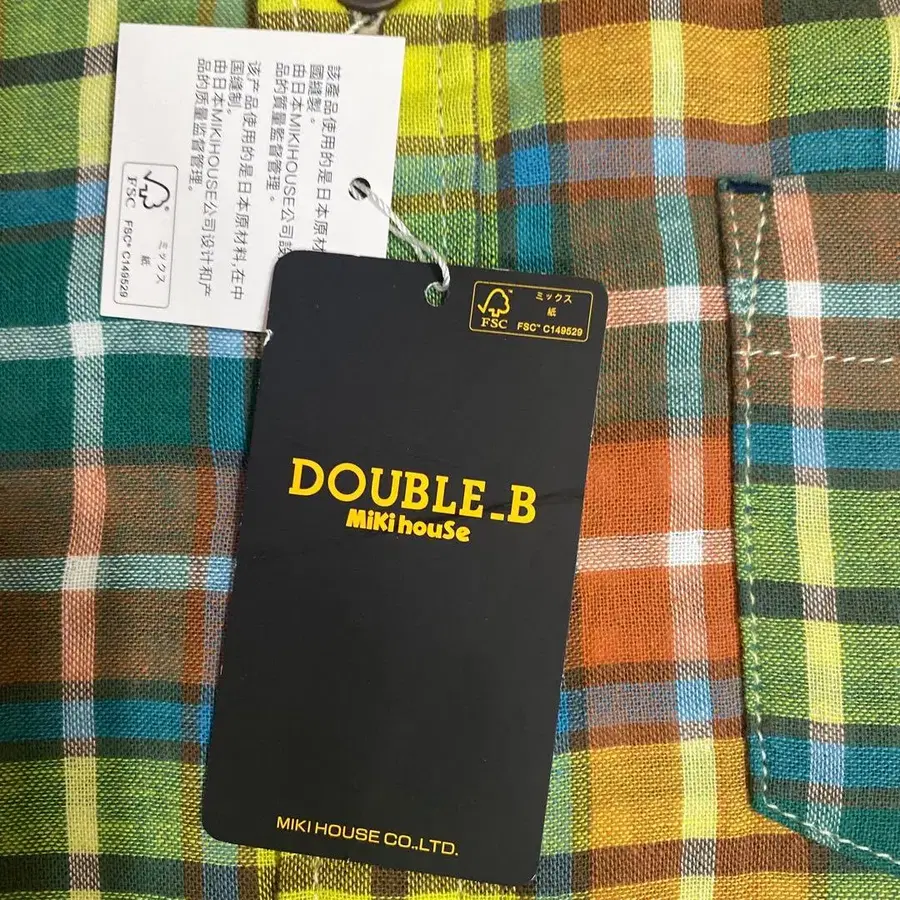 該產品使用的是日本原材
國縫製。
由日本MIKIHOUSE公司設
品的質量監督管理。
该产品使用的是日本原材料,在中
国缝制。
由日本MIKIHOUSE公司设计和产
品的质量监督管理。
FSC®
ミックス
紙
FSC® C149529
FSC™
ミックス
紙
FSC™ C149529
DOUBLE_B
MiKi houSe
MIKI HOUSE CO.,LTD.